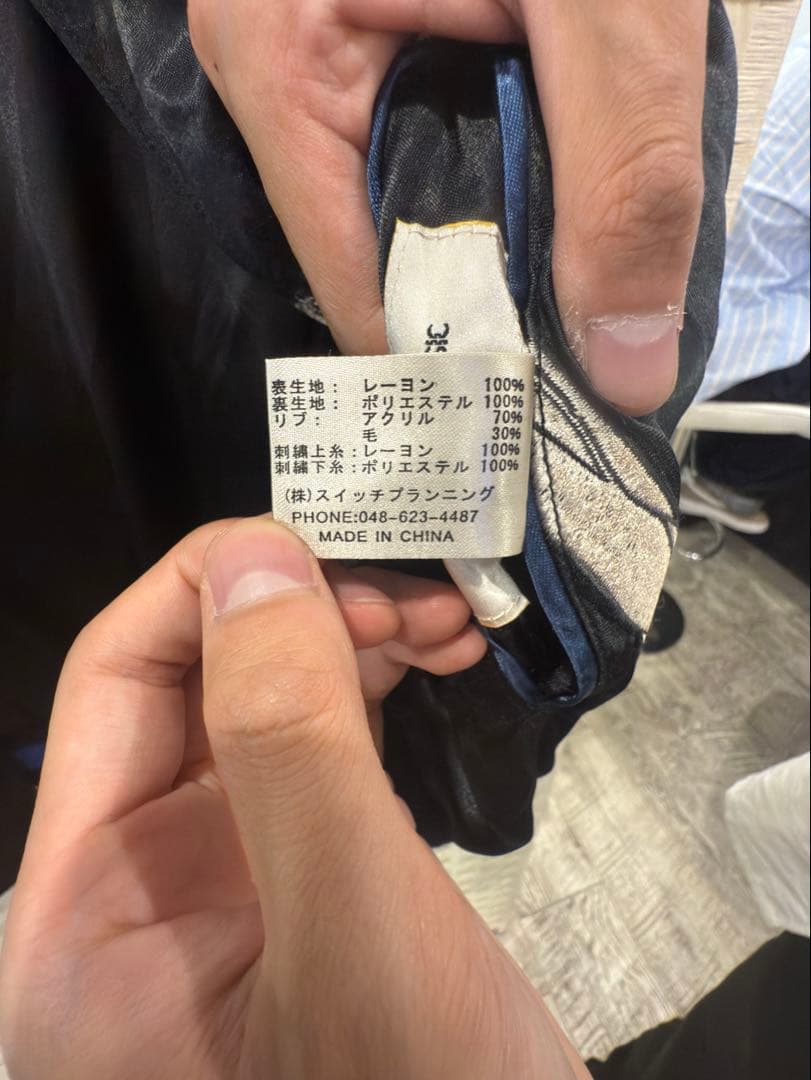 表生地： レーヨン 100%
裏生地： ポリエステル 100%
リブ： アクリル 70%
毛 30%
刺繍上糸：レーヨン 100%
刺繍下糸：ポリエステル 100%
(株)スイッチプランニング
PHONE:048-623-4487
MADE IN CHINA